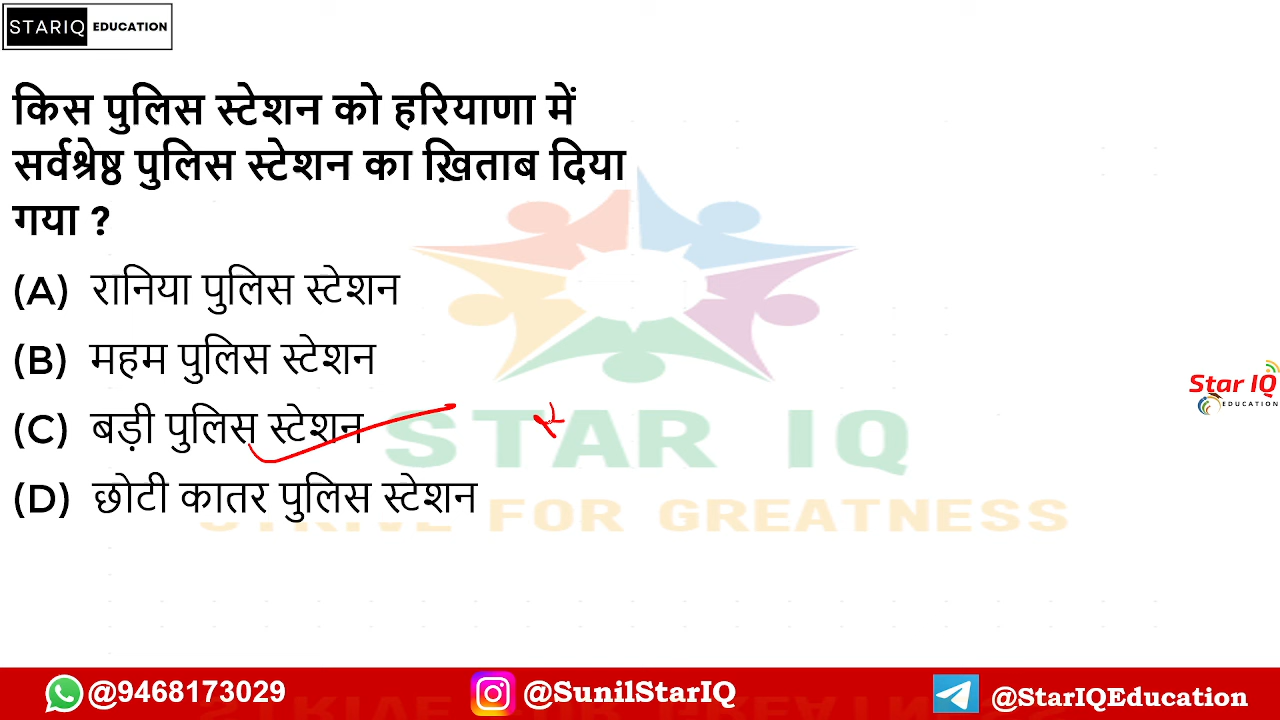 STARIQ EDUCATION
किस पुलिस स्टेशन को हरियाणा में
सर्वश्रेष्ठ पुलिस स्टेशन का ख़िताब दिया
गया ?
(A) रानिया पुलिस स्टेशन
(B) महम पुलिस स्टेशन
(C) बड़ी पुलिस स्टेशन
(D) छोटी कातर पुलिस स्टेशन
STAR IQ
STRIVE FOR GREATNESS
Star IQ
EDUCATION
@9468173029
@SunilStarIQ
@StarIQEducation